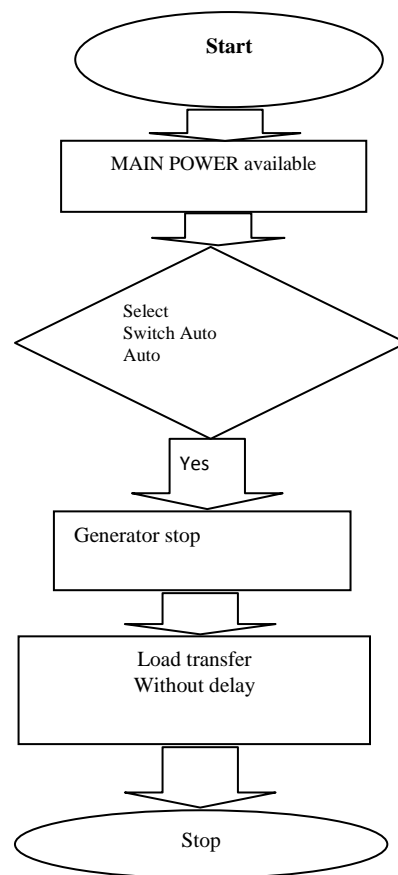 Start
MAIN POWER available
Select
Switch Auto
Auto
Yes
Generator stop
Load transfer
Without delay
Stop